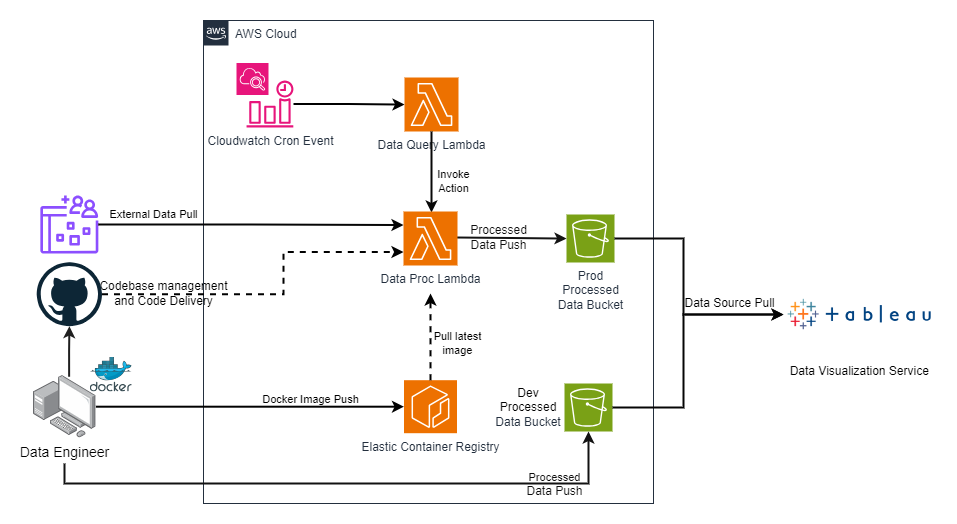 aws
AWS Cloud
Cloudwatch Cron Event
Data Query Lambda
Invoke
Action
External Data Pull
Data Proc Lambda
Processed
Data Push
Prod
Processed
Data Bucket
Codebase management
and Code Delivery
Data Source Pull
+ a b l e a u
Data Visualization Service
Pull latest
image
docker
Docker Image Push
Elastic Container Registry
Dev
Processed
Data Bucket
Data Engineer
Processed
Data Push